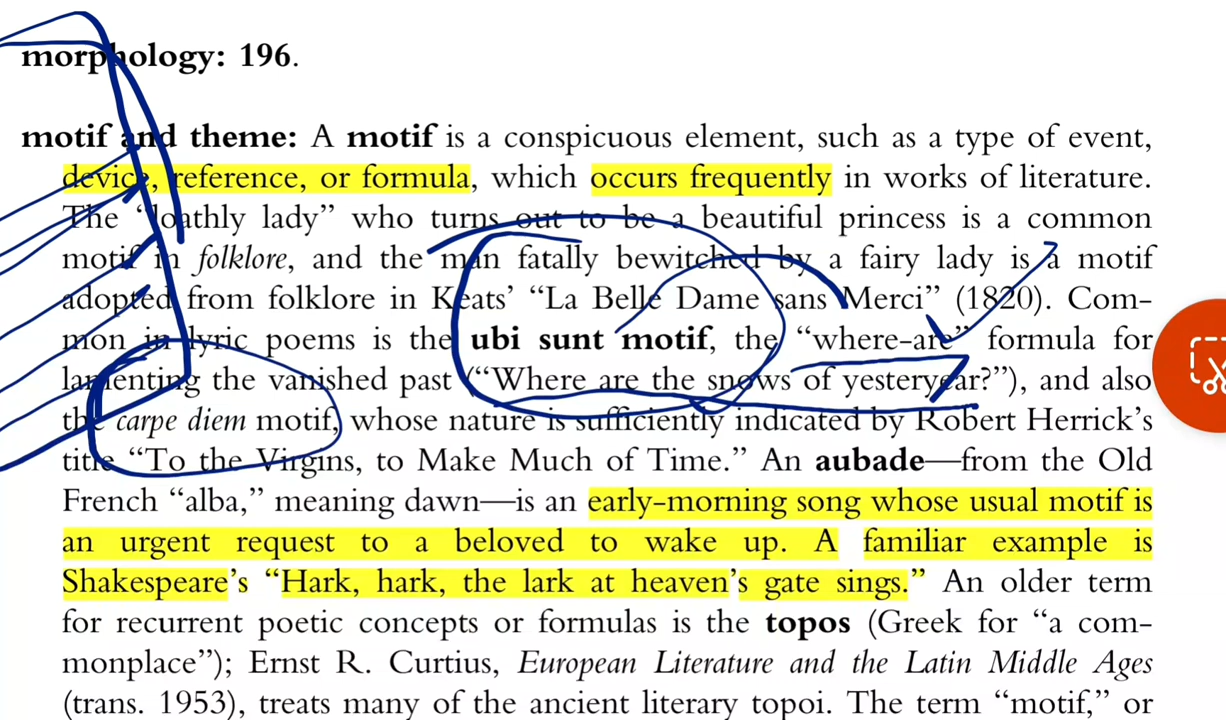 morphology: 196.
motif and theme: A motif is a conspicuous element, such as a type of event,
device, reference, or formula, which occurs frequently in works of literature.
The “loathly lady” who turns out to be a beautiful princess is a common
motif in folklore, and the man fatally bewitched by a fairy lady is a motif
adopted from folklore in Keats’ “La Belle Dame sans Merci” (1820). Com-
mon in lyric poems is the ubi sunt motif, the “where-are” formula for
lamenting the vanished past (“Where are the snows of yesteryear?”), and also
the carpe diem motif, whose nature is sufficiently indicated by Robert Herrick’s
title “To the Virgins, to Make Much of Time.” An aubade—from the Old
French “alba,” meaning dawn—is an early-morning song whose usual motif is
an urgent request to a beloved to wake up. A familiar example is
Shakespeare’s “Hark, hark, the lark at heaven’s gate sings.” An older term
for recurrent poetic concepts or formulas is the topos (Greek for “a com-
monplace”); Ernst R. Curtius, European Literature and the Latin Middle Ages
(trans. 1953), treats many of the ancient literary topoi. The term “motif,” or